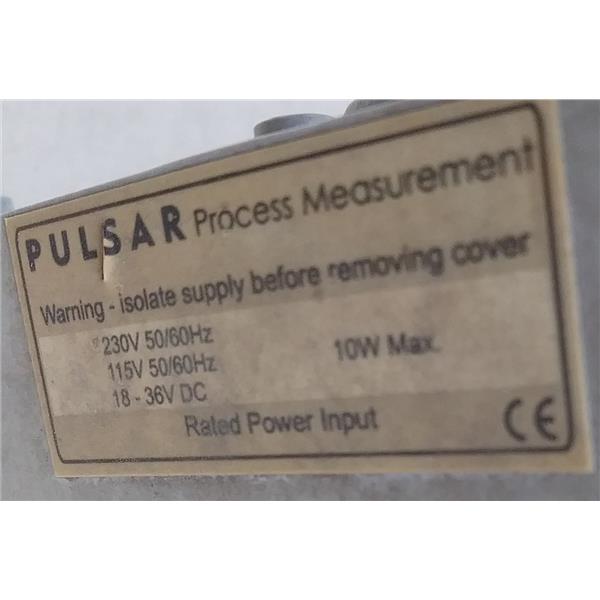 PULSAR Process Measurement
Warning - isolate supply before removing cover
230V 50/60Hz
115V 50/60Hz
10W Max.
18 - 36V DC
Rated Power Input
CE